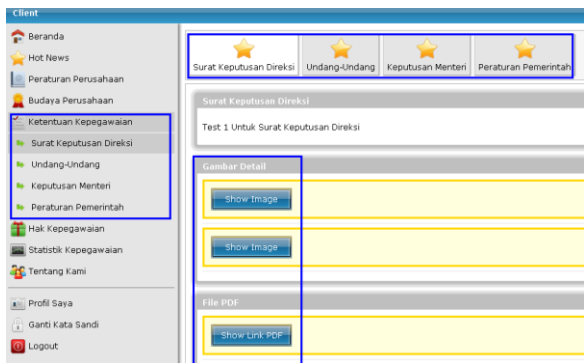 Client
Beranda
Hot News
Peraturan Perusahaan
Budaya Perusahaan
Ketentuan Kepegawaian
Surat Keputusan Direksi
Undang-Undang
Keputusan Menteri
Peraturan Pemerintah
Hak Kepegawaian
Statistik Kepegawaian
Tentang Kami
Profil Saya
Ganti Kata Sandi
Logout
Surat Keputusan Direksi Undang-Undang Keputusan Menteri Peraturan Pemerintah
Surat Keputusan Direksi
Test 1 Untuk Surat Keputusan Direksi
Gambar Detail
Show Image
Show Image
File PDF
Show Link PDF